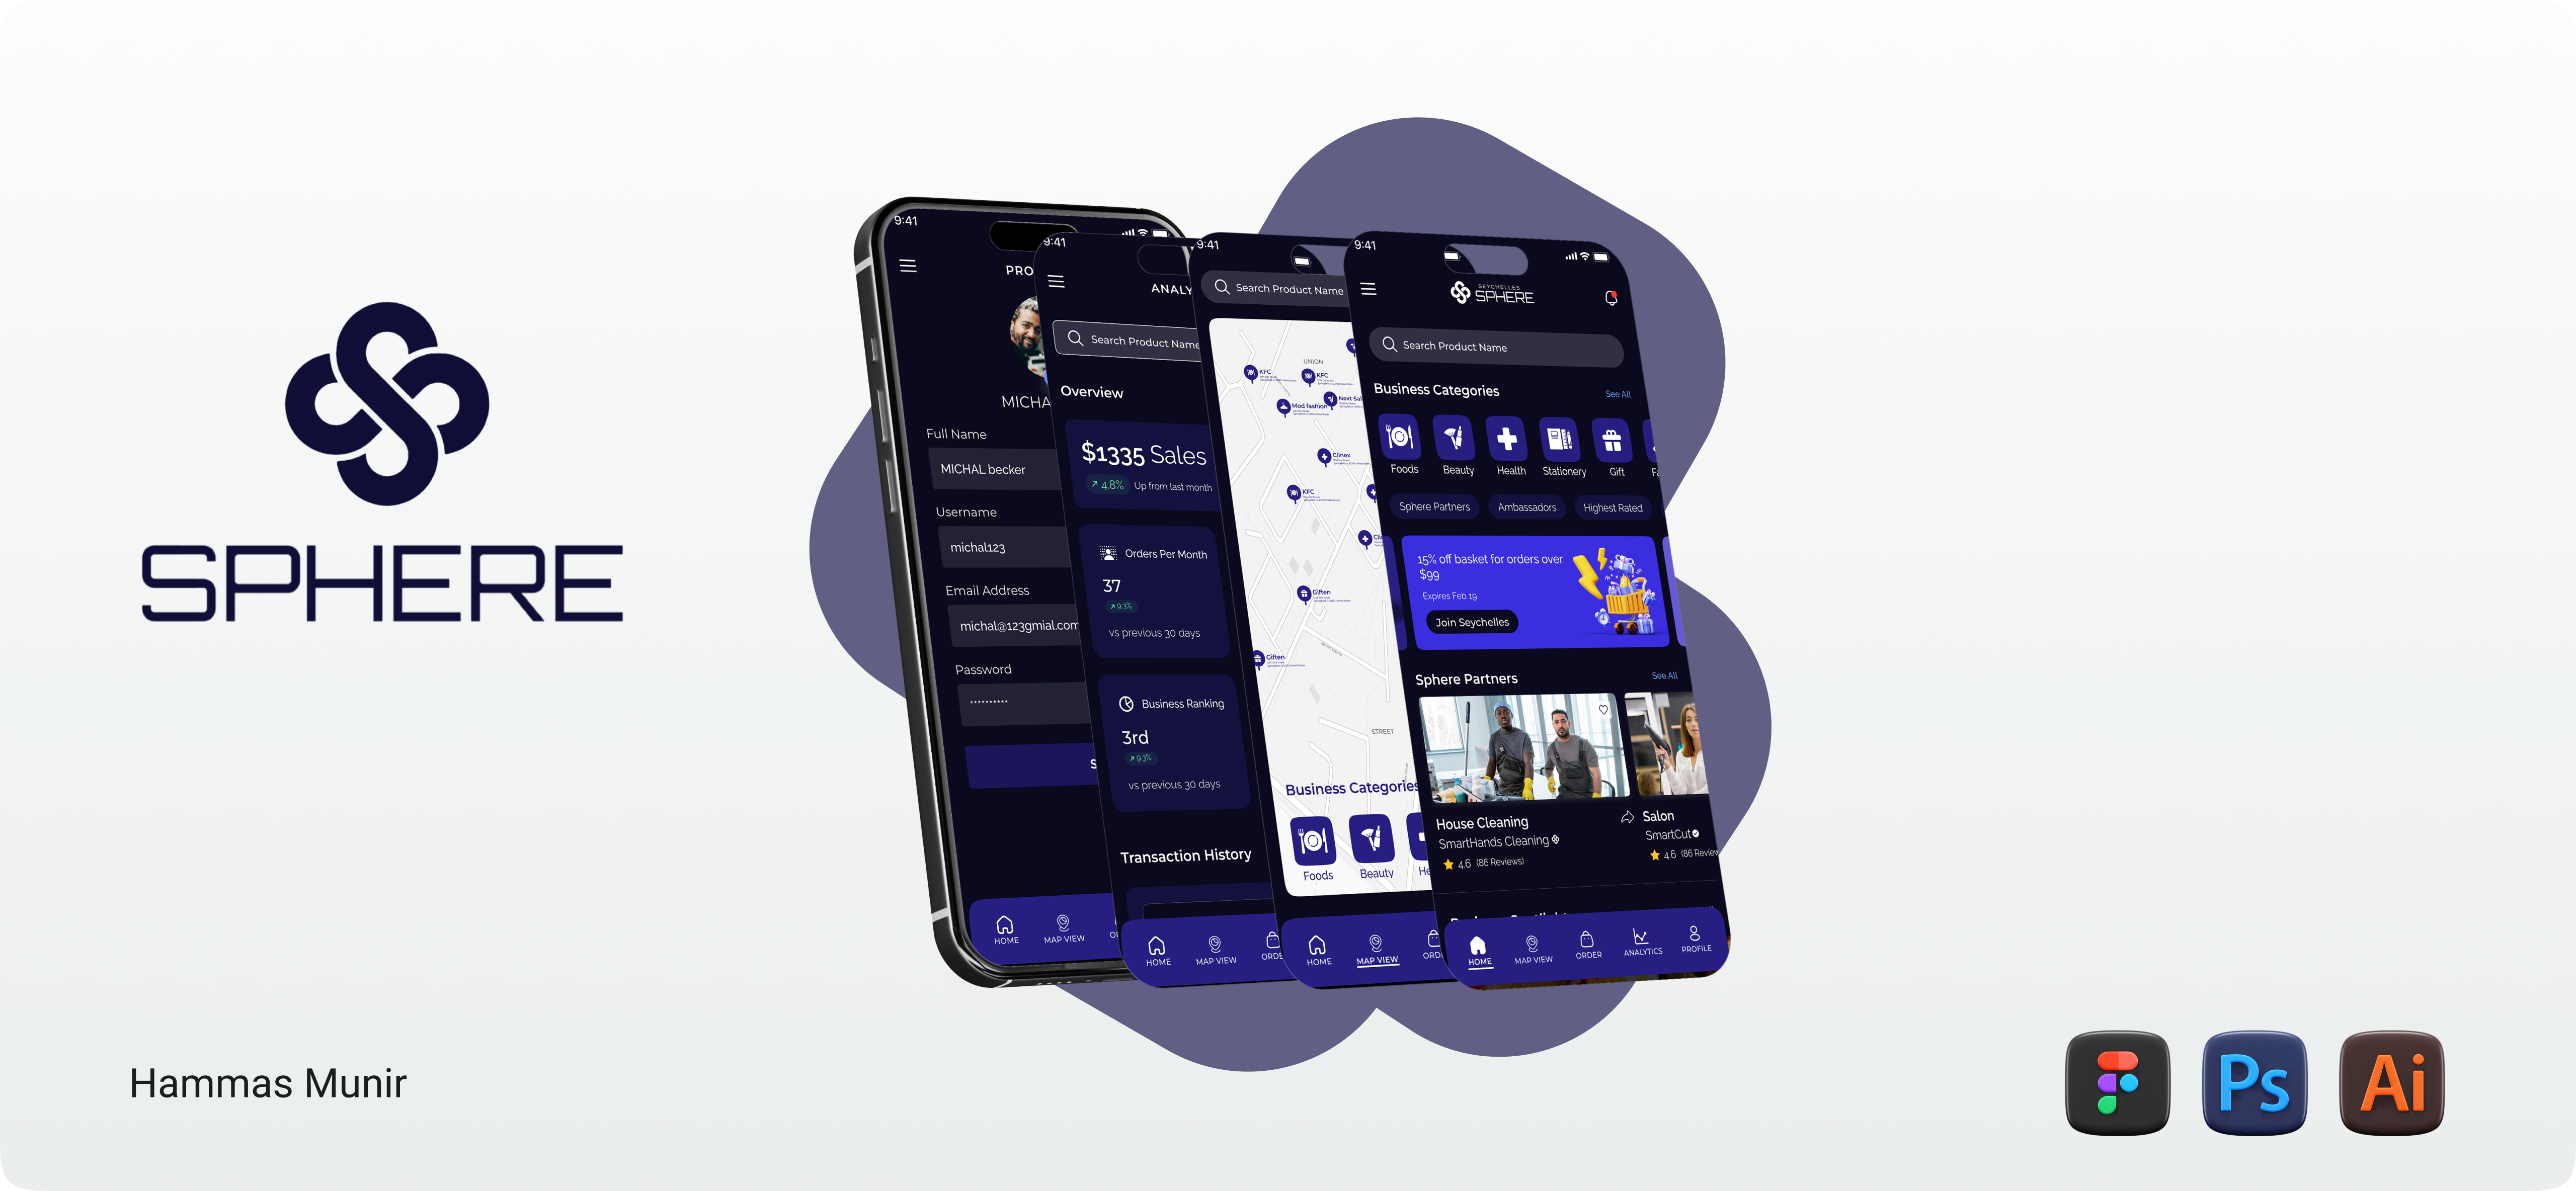 SPHERE
Hammas Munir
9:41
PRO
MICHA
Full Name
MICHAL becker
Username
michal123
Email Address
michal@123gmial.com
Password
**********
S
HOME
MAP VIEW
9:41
ANALY
Search Product Name
Overview
$1335 Sales
4.8% Up from last month
Orders Per Month
37
9.3%
vs previous 30 days
Business Ranking
3rd
9.3%
vs previous 30 days
Transaction History
HOME
MAP VIEW
ORDE
9:41
Search Product Name
UNION
KFC
KFC
Mod fashion
Next Sal
Clinex
KFC
Clin
Giften
Giften
STREET
Business Categories
Foods
Beauty
He
HOME
MAP VIEW
ORD
9:41
SEYCHELLES
SPHERE
Search Product Name
Business Categories
See All
Foods
Beauty
Health
Stationery
Gift
Fa
Sphere Partners
Ambassadors
Highest Rated
15% off basket for orders over
$99
Expires Feb 19
Join Seychelles
Sphere Partners
See All
House Cleaning
SmartHands Cleaning
4.6 (86 Reviews)
Salon
SmartCut
4.6 (86 Review
HOME
MAP VIEW
ORDER
ANALYTICS
PROFILE
Ps
Ai